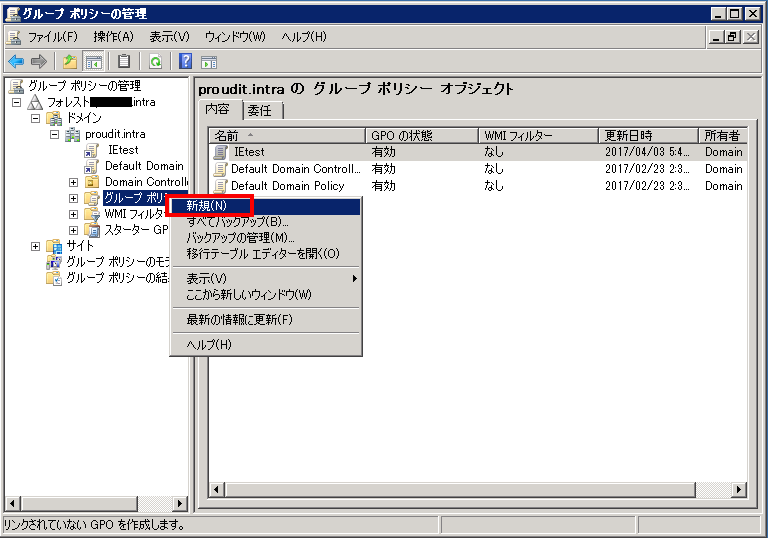 グループ ポリシーの管理
ファイル(F) 操作(A) 表示(V) ウィンドウ(W) ヘルプ(H)
グループ ポリシーの管理
フォレスト
.intra
ドメイン
proudit.intra
IEtest
Default Domain
Domain Controll
グループ ポリ
WMI フィルタ
スターター GP
サイト
グループ ポリシーのモデ
グループ ポリシーの結
proudit.intra の グループ ポリシー オブジェクト
内容 委任
名前 GPO の状態 WMI フィルター 更新日時 所有者
IEtest 有効 なし 2017/04/03 5:4... Domain
Default Domain Controll... 有効 なし 2017/02/23 2:3... Domain
Default Domain Policy 有効 なし 2017/02/23 2:3... Domain
新規(N)
すべてバックアップ(B)...
バックアップの管理(M)...
移行テーブル エディターを開く(O)
表示(V)
ここから新しいウィンドウ(W)
最新の情報に更新(F)
ヘルプ(H)
リンクされていない GPO を作成します。